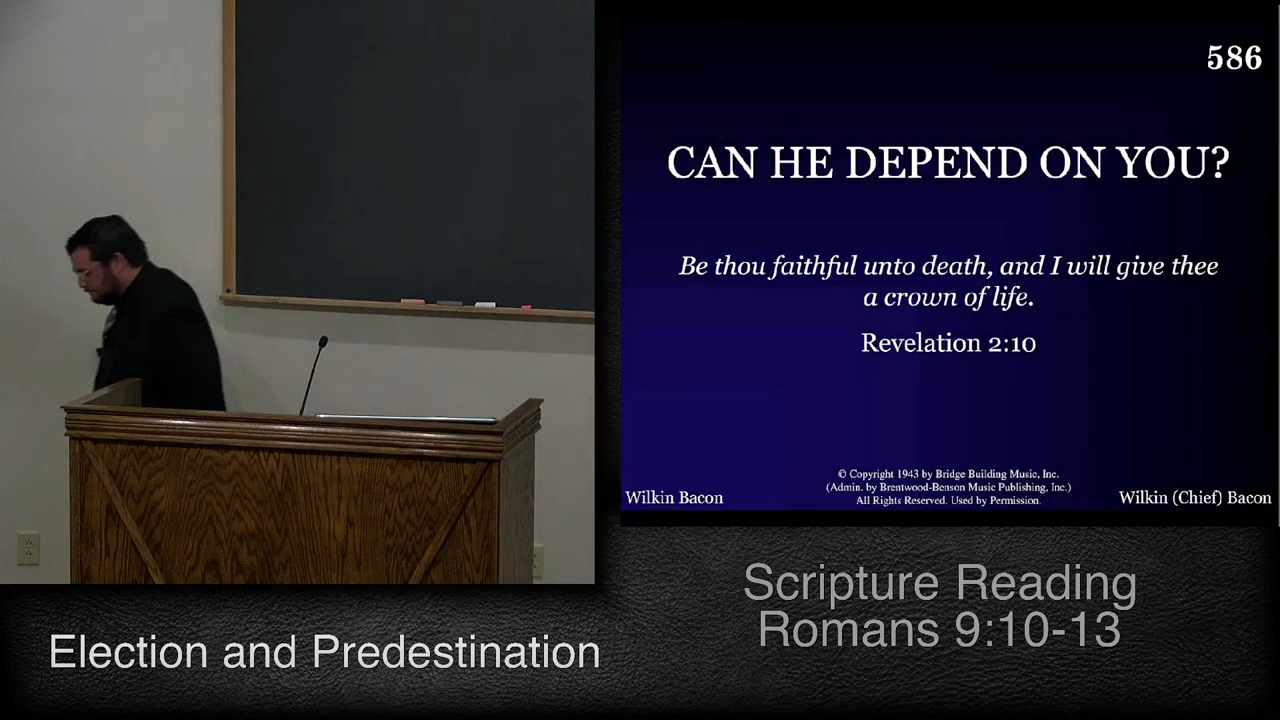 586
CAN HE DEPEND ON YOU?
Be thou faithful unto death, and I will give thee
a crown of life.
Revelation 2:10
© Copyright 1943 by Bridge Building Music, Inc.
(Admin. by Brentwood-Benson Music Publishing, Inc.)
All Rights Reserved. Used by Permission.
Wilkin Bacon
Wilkin (Chief) Bacon
Scripture Reading
Romans 9:10-13
Election and Predestination